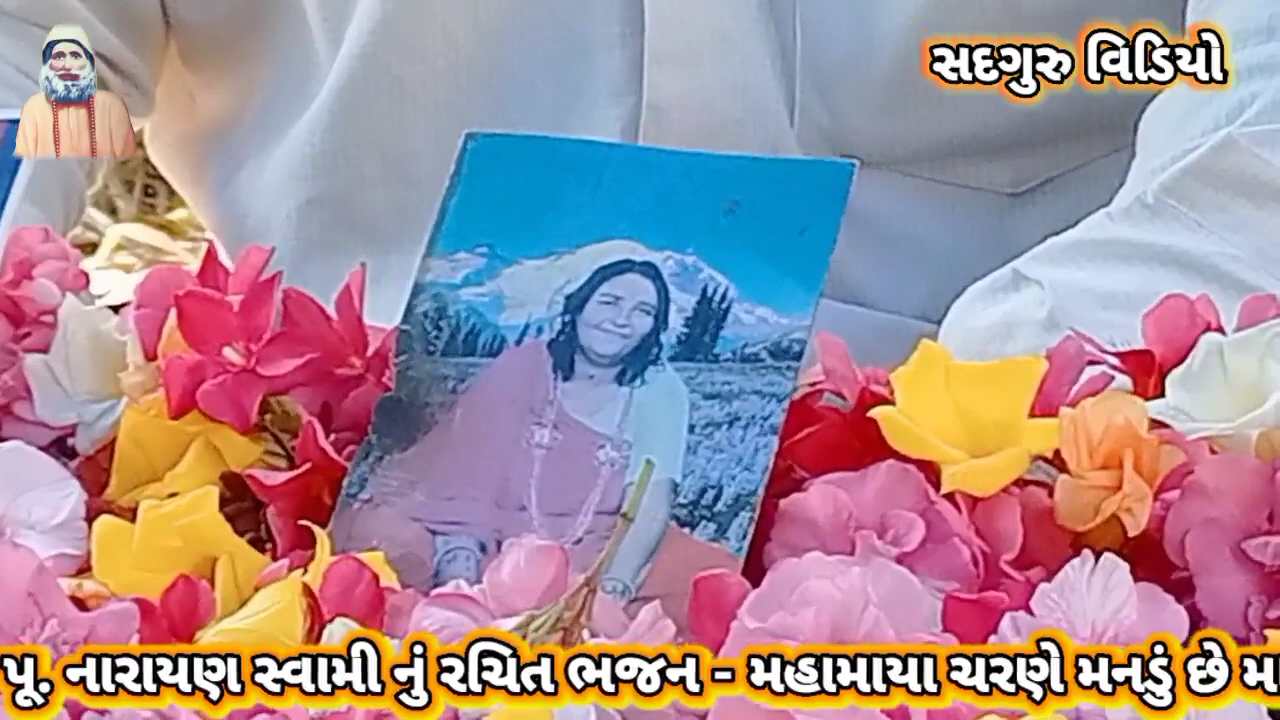 સદગુરુ વિડિયો
પૂ. નારાયણ સ્વામી નું રચિત ભજન - મહામાયા ચરણે મનડું છે મા